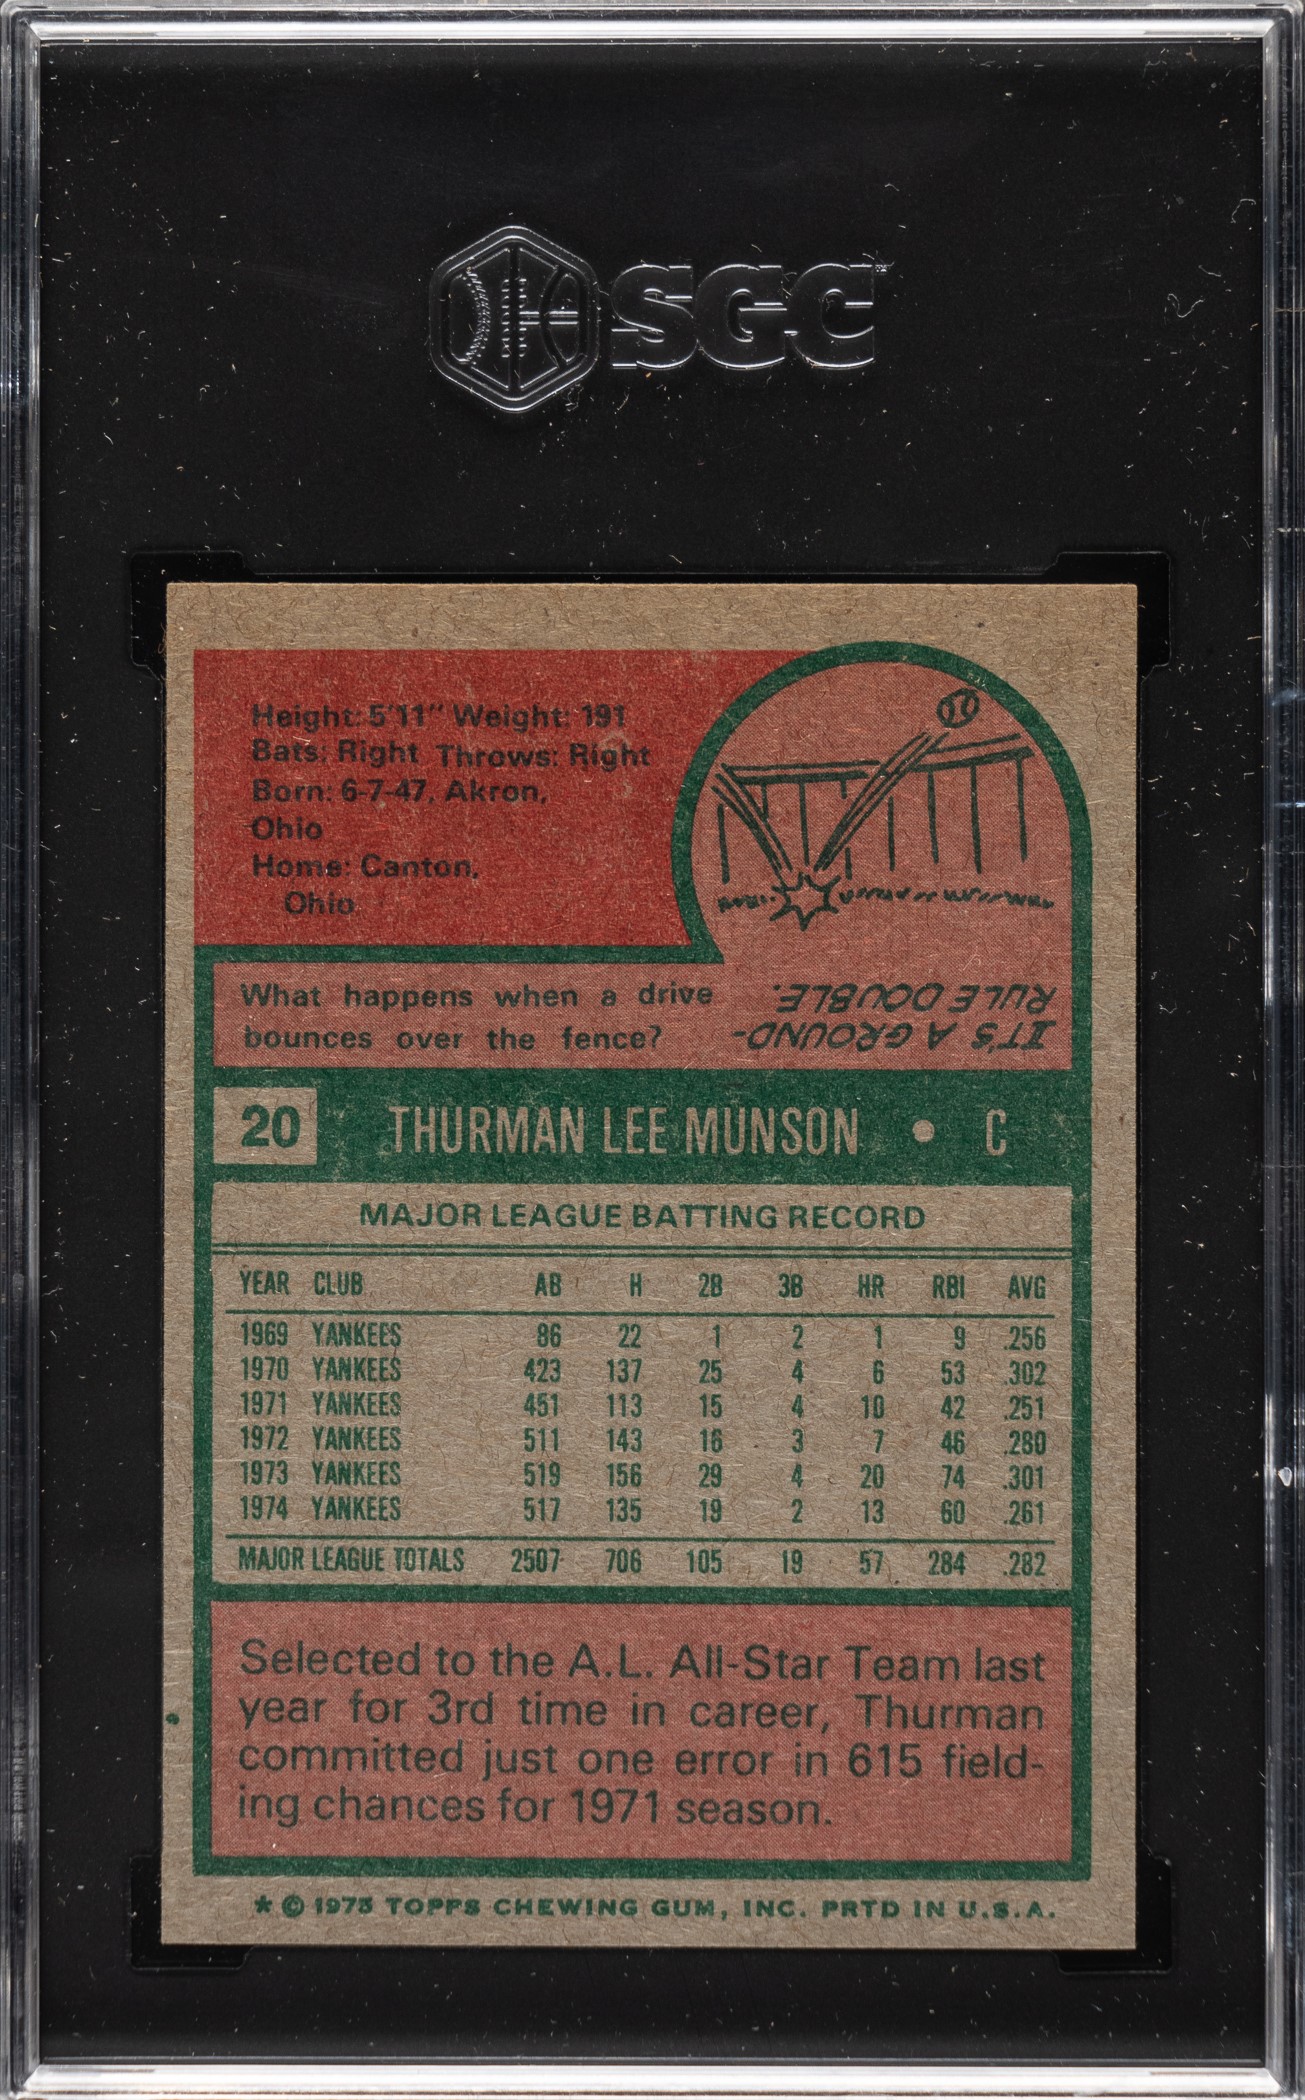 SGC
Height: 5'11" Weight: 191
Bats: Right Throws: Right
Born: 6-7-47, Akron,
Ohio
Home: Canton,
Ohio
What happens when a drive
bounces over the fence?
IT'S A GROUND-
RULE DOUBLE.
20 THURMAN LEE MUNSON • C
MAJOR LEAGUE BATTING RECORD
YEAR CLUB AB H 2B 3B HR RBI AVG
1969 YANKEES 86 22 1 2 1 9 .256
1970 YANKEES 423 137 25 4 6 53 .302
1971 YANKEES 451 113 15 4 10 42 .251
1972 YANKEES 511 143 16 3 7 46 .280
1973 YANKEES 519 156 29 4 20 74 .301
1974 YANKEES 517 135 19 2 13 60 .261
MAJOR LEAGUE TOTALS 2507 706 105 19 57 284 .282
Selected to the A.L. All-Star Team last
year for 3rd time in career, Thurman
committed just one error in 615 field-
ing chances for 1971 season.
* © 1975 TOPPS CHEWING GUM, INC. PRTD IN U.S.A.